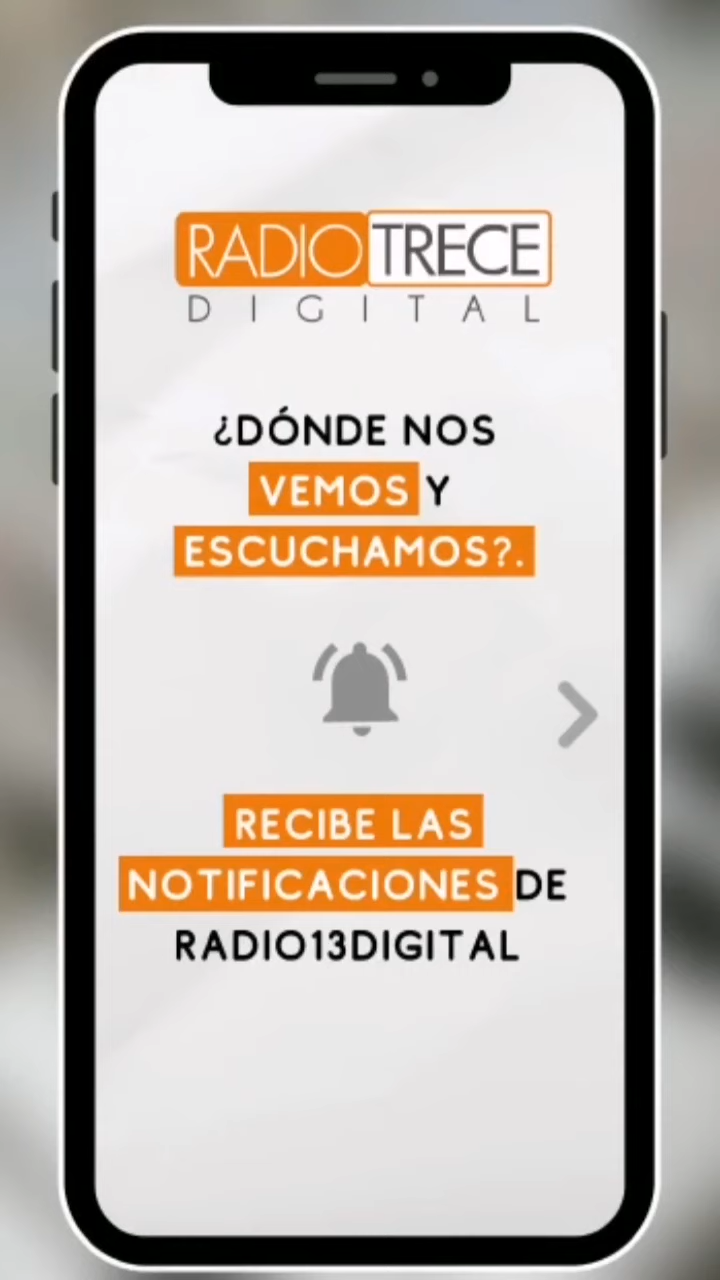 RADIO TRECE
DIGITAL
¿DÓNDE NOS
VEMOS Y
ESCUCHAMOS?.
RECIBE LAS
NOTIFICACIONES DE
RADIO13DIGITAL